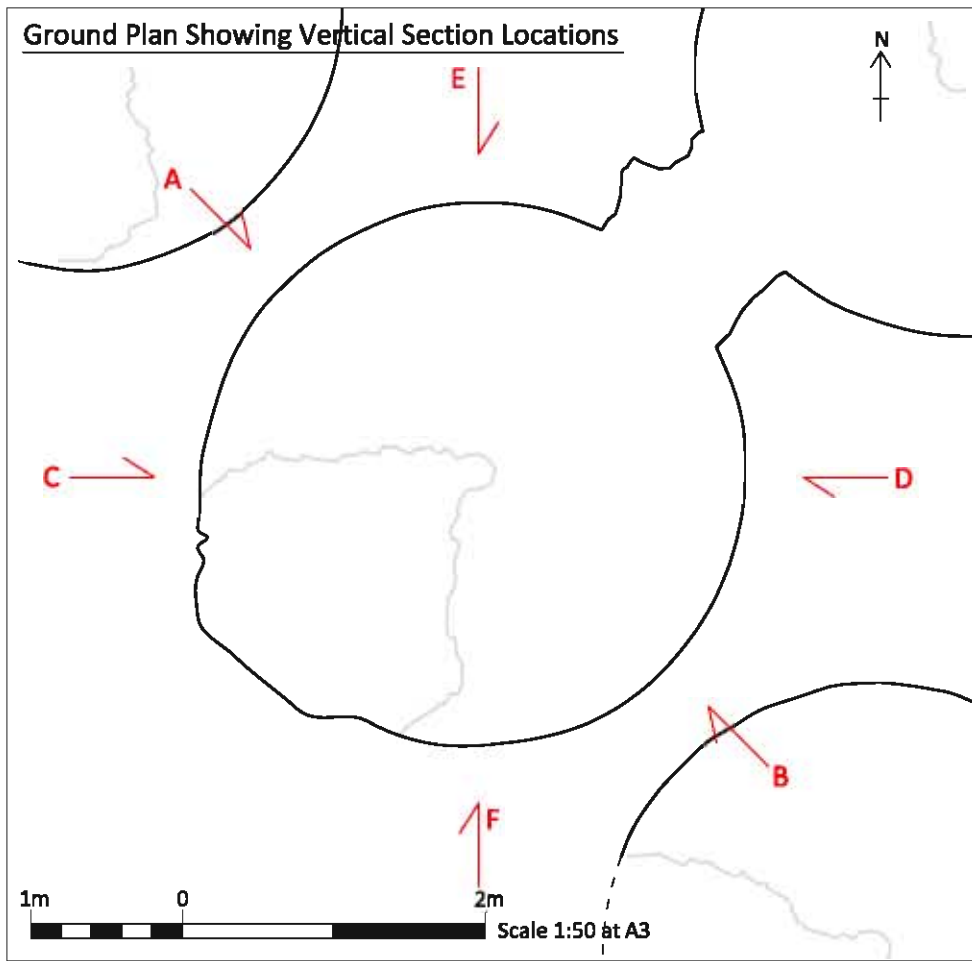 Ground Plan Showing Vertical Section Locations
N
E
A
C
D
B
F
1m 0 2m
Scale 1:50 at A3